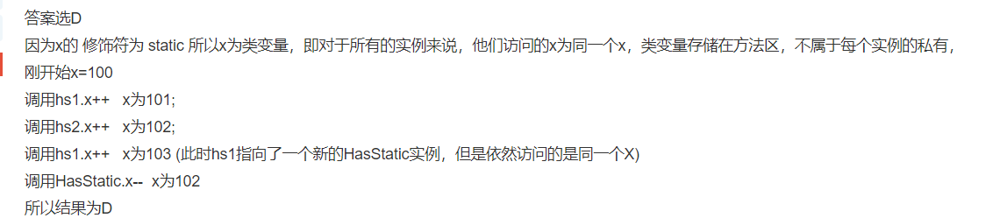 答案选D
因为x的 修饰符为 static 所以x为类变量，即对于所有的实例来说，他们访问的x为同一个x，类变量存储在方法区，不属于每个实例的私有，
刚开始x=100
调用hs1.x++   x为101;
调用hs2.x++   x为102;
调用hs1.x++   x为103 (此时hs1指向了一个新的HasStatic实例，但是依然访问的是同一个X)
调用HasStatic.x--  x为102
所以结果为D